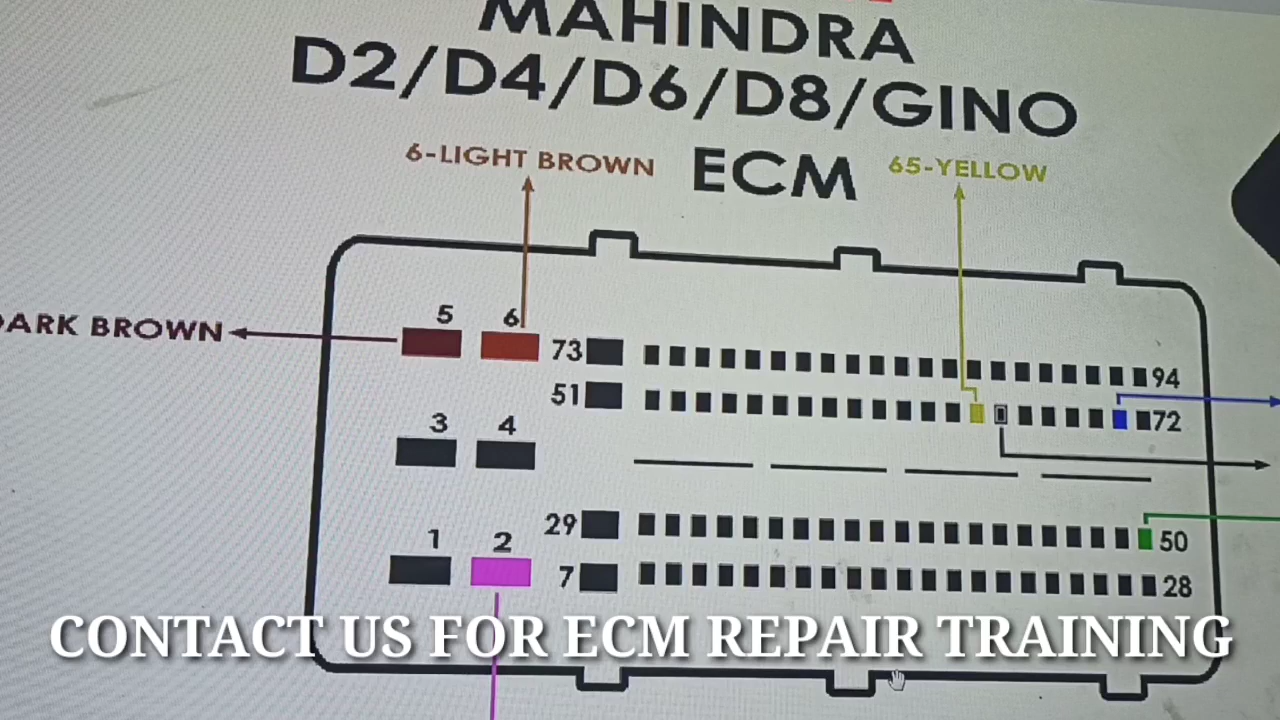 MAHINDRA
D2/D4/D6/D8/GINO
ECM
6-LIGHT BROWN
65-YELLOW
ARK BROWN
5 6
73 94
51 72
3 4
29 50
1 2
7 28
CONTACT US FOR ECM REPAIR TRAINING